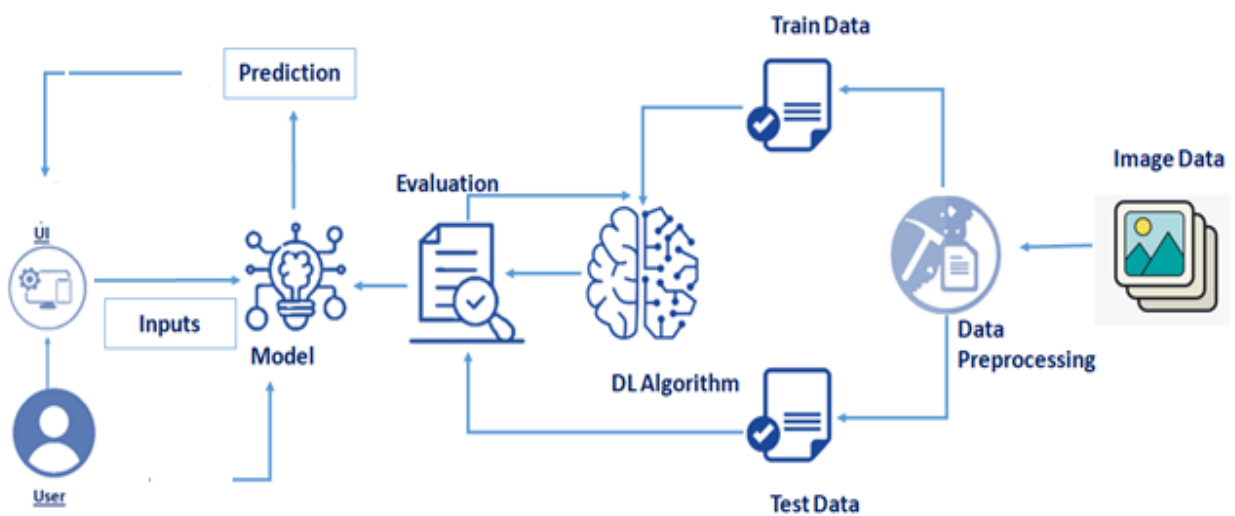 Train Data
Prediction
Image Data
Evaluation
UI
Inputs
Model
Data
Preprocessing
DL Algorithm
User
Test Data